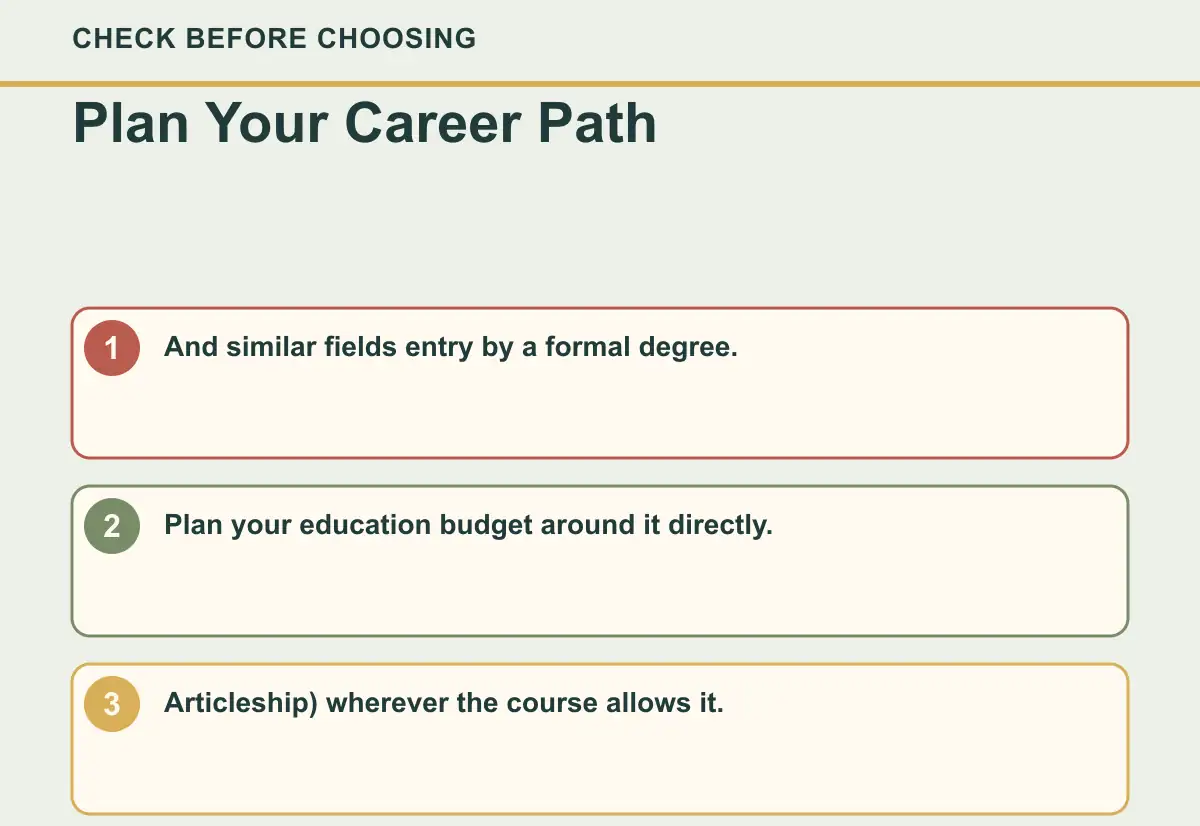 CHECK BEFORE CHOOSING
Plan Your Career Path
1
And similar fields entry by a formal degree.
2
Plan your education budget around it directly.
3
Articleship) wherever the course allows it.